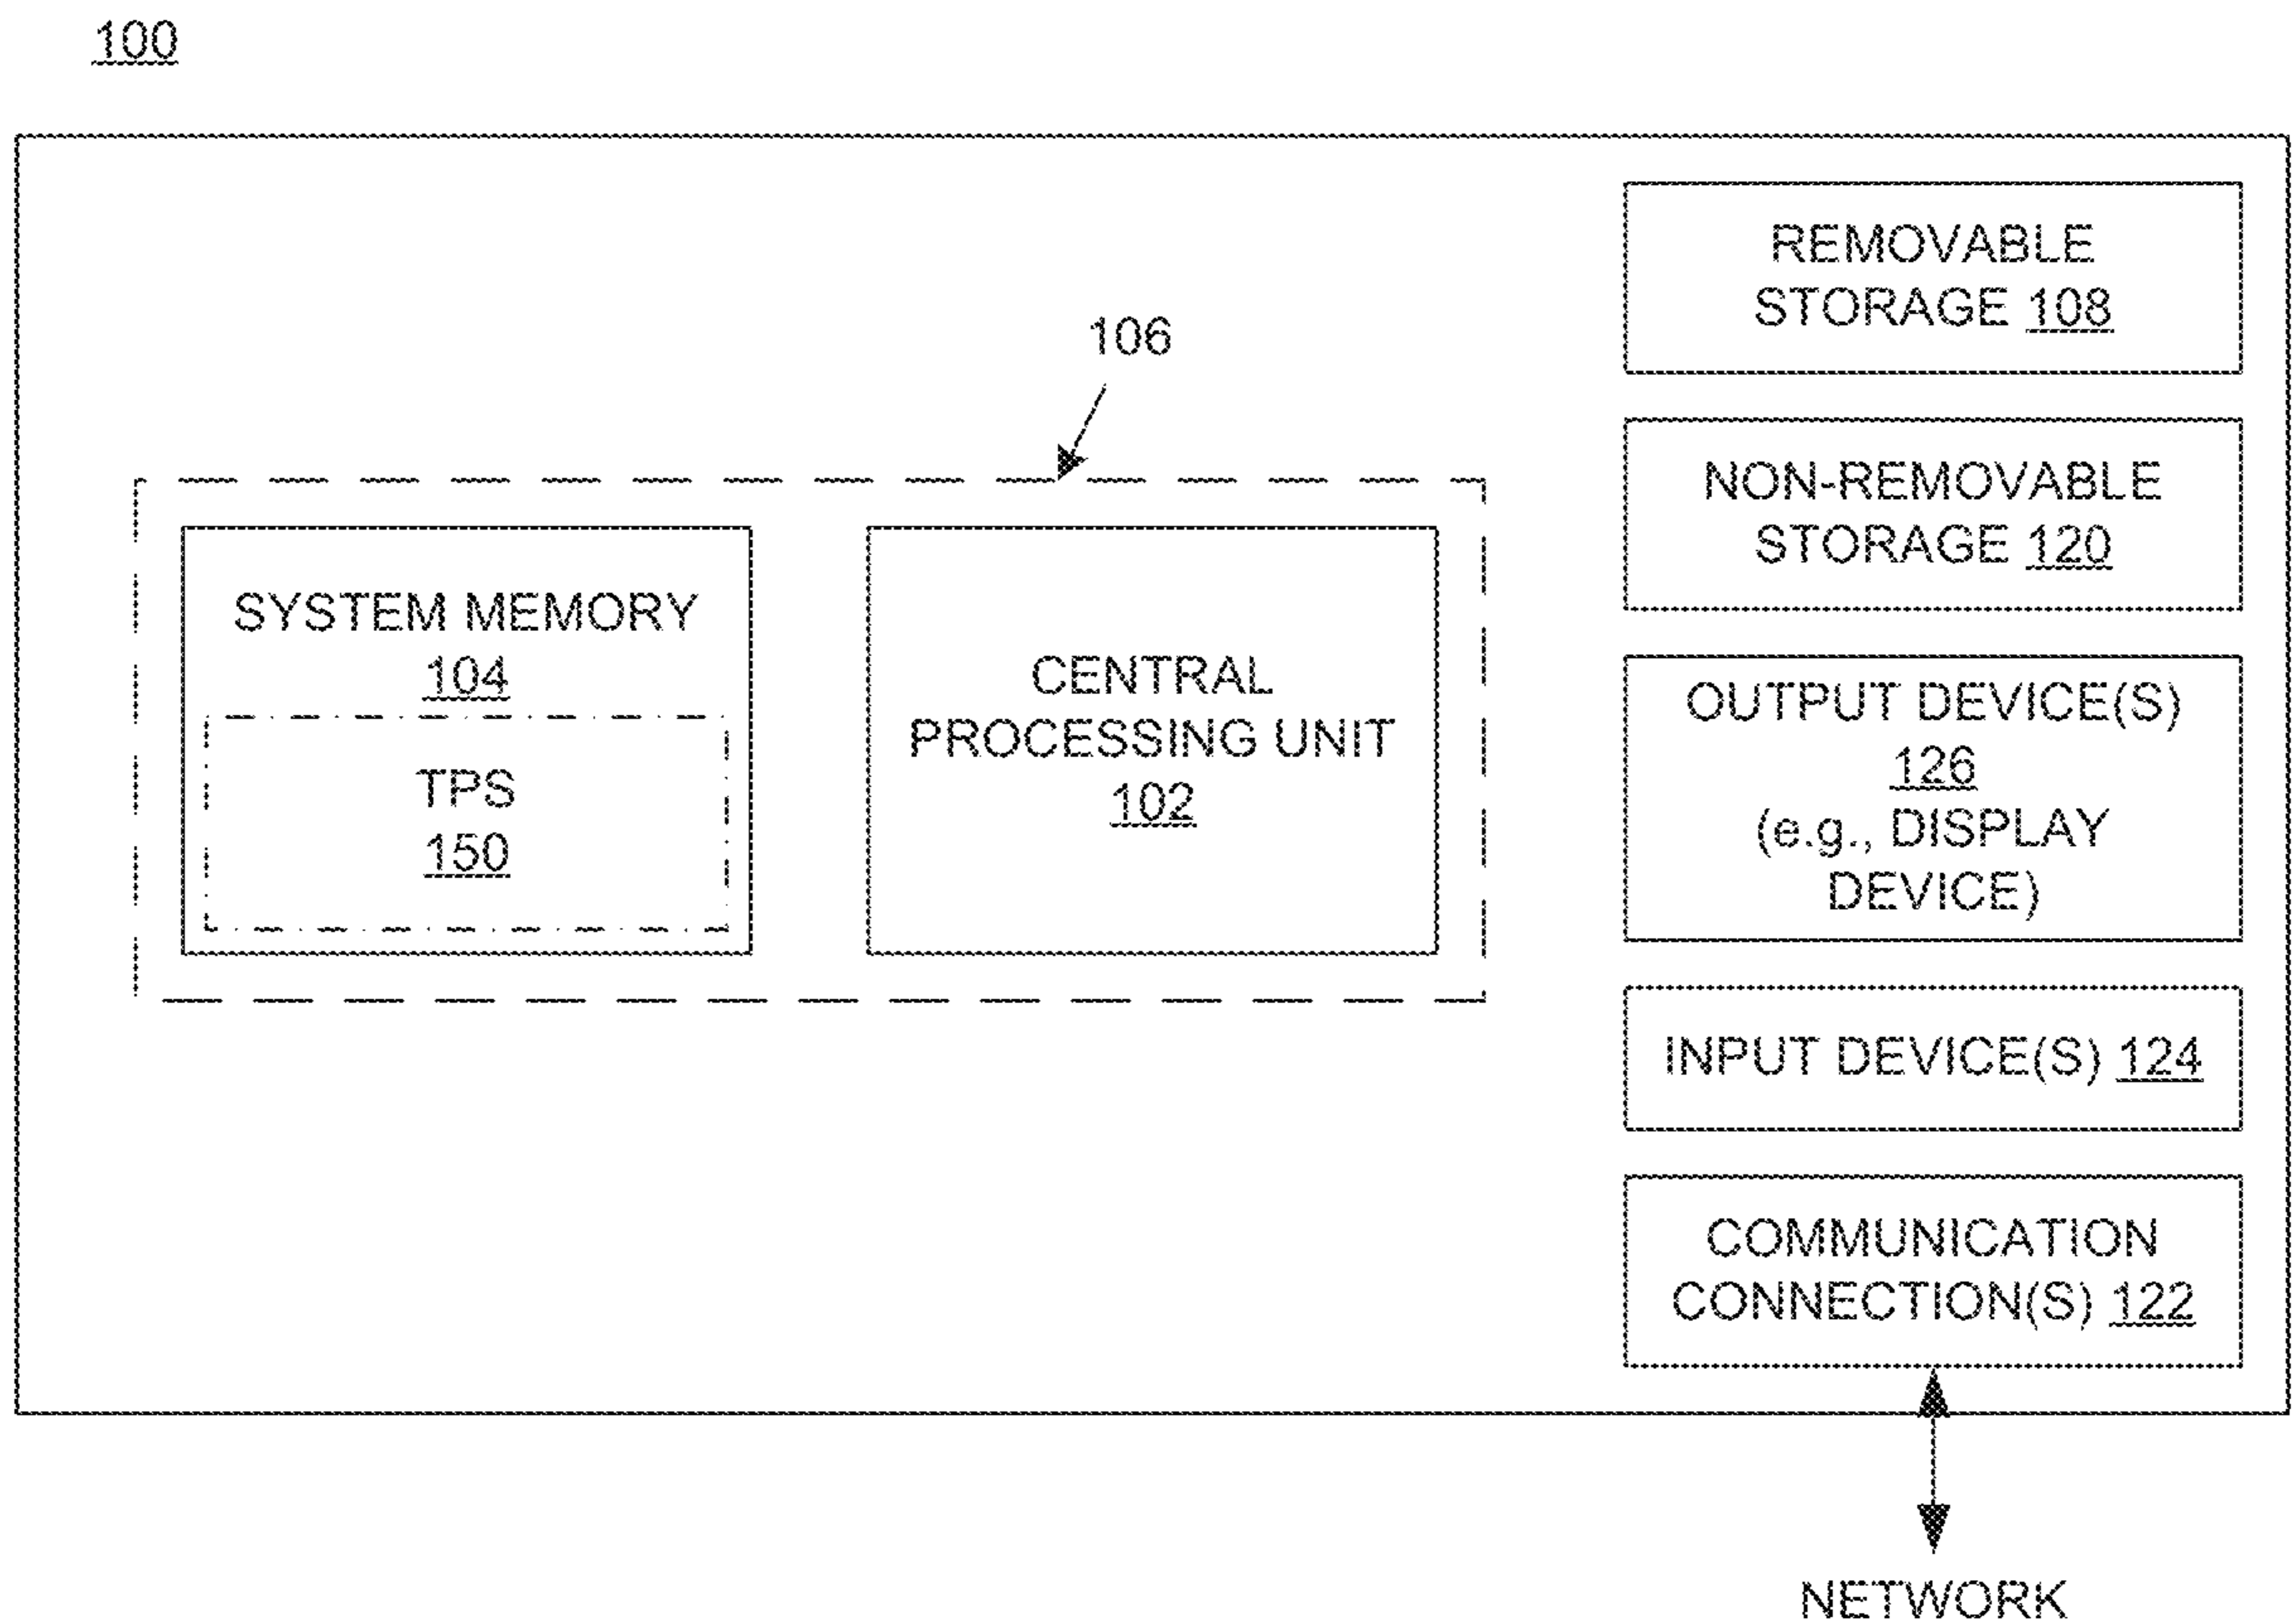 100
106
SYSTEM MEMORY
104
TPS
150
CENTRAL
PROCESSING UNIT
102
REMOVABLE
STORAGE 108
NON-REMOVABLE
STORAGE 120
OUTPUT DEVICE(S)
126
(e.g., DISPLAY
DEVICE)
INPUT DEVICE(S) 124
COMMUNICATION
CONNECTION(S) 122
NETWORK